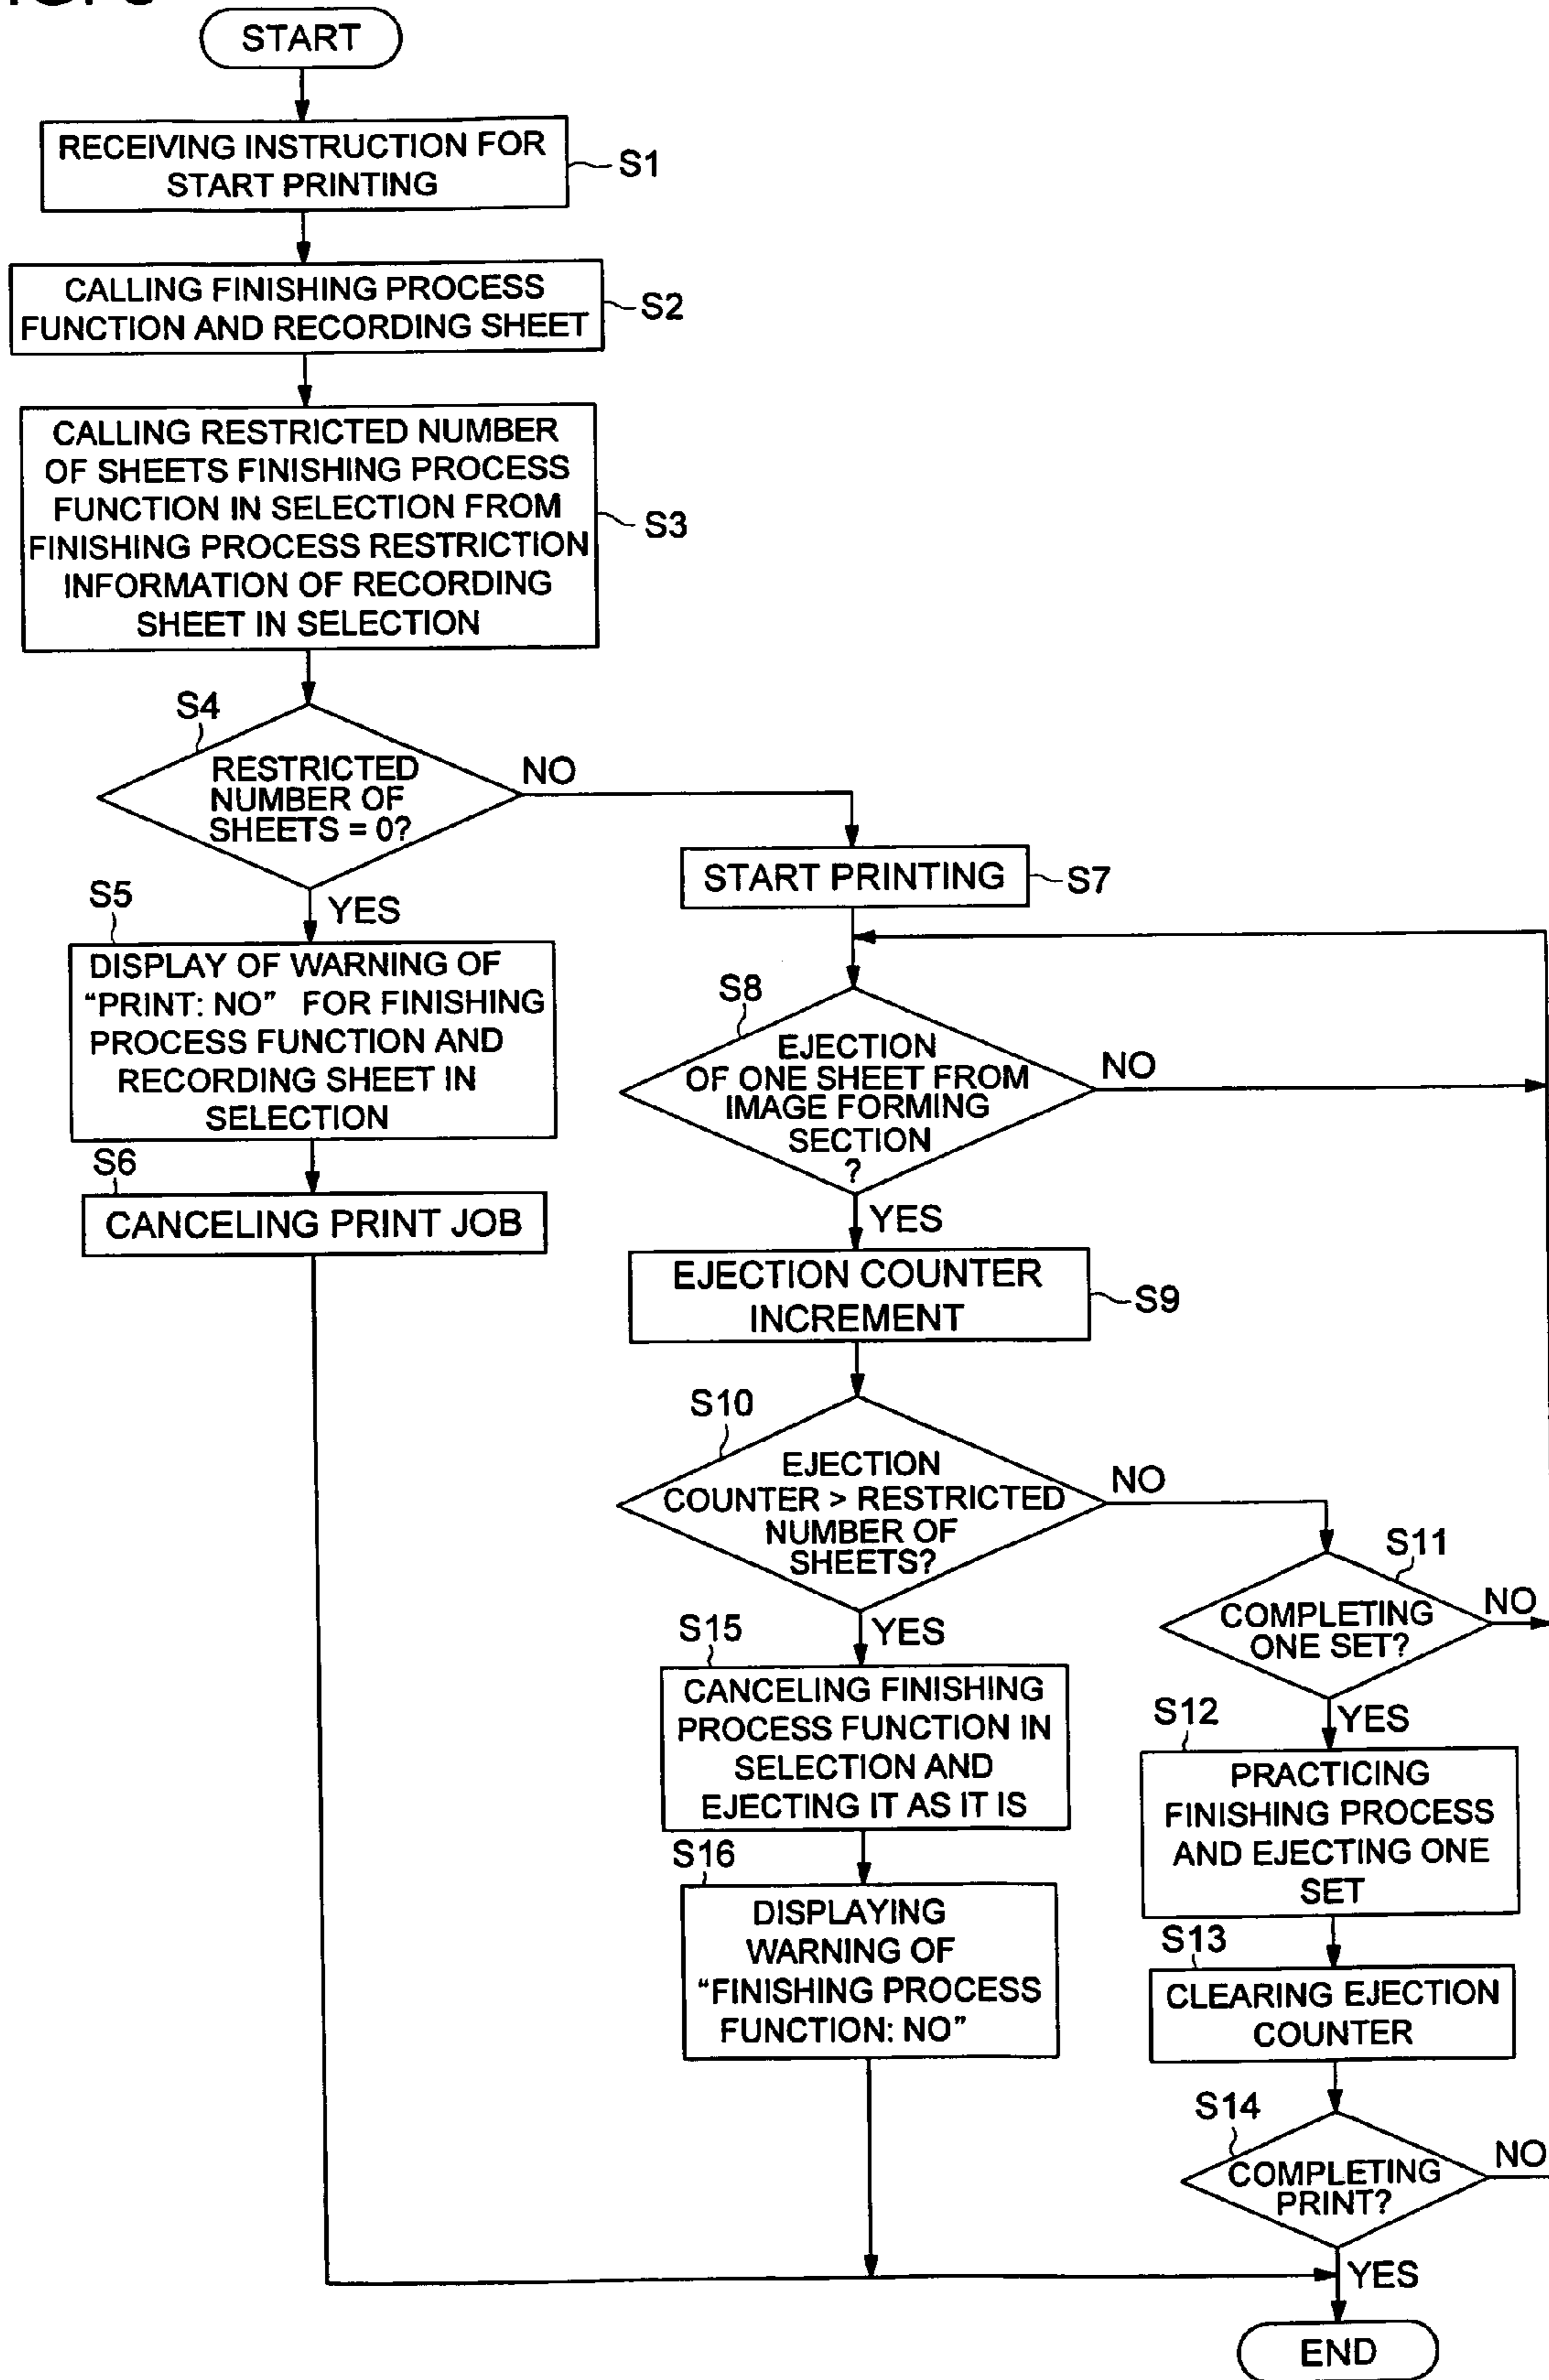 START
RECEIVING INSTRUCTION FOR
START PRINTING
S1
CALLING FINISHING PROCESS
FUNCTION AND RECORDING SHEET
S2
CALLING RESTRICTED NUMBER
OF SHEETS FINISHING PROCESS
FUNCTION IN SELECTION FROM
FINISHING PROCESS RESTRICTION
INFORMATION OF RECORDING
SHEET IN SELECTION
S3
S4
RESTRICTED
NUMBER OF
SHEETS = 0?
NO
YES
S5
DISPLAY OF WARNING OF
“PRINT: NO” FOR FINISHING
PROCESS FUNCTION AND
RECORDING SHEET IN
SELECTION
S6
CANCELING PRINT JOB
START PRINTING
S7
S8
EJECTION
OF ONE SHEET FROM
IMAGE FORMING
SECTION
?
NO
YES
EJECTION COUNTER
INCREMENT
S9
S10
EJECTION
COUNTER > RESTRICTED
NUMBER OF
SHEETS?
NO
YES
S11
COMPLETING
ONE SET?
NO
YES
S12
PRACTICING
FINISHING PROCESS
AND EJECTING ONE
SET
S13
CLEARING EJECTION
COUNTER
S14
COMPLETING
PRINT?
NO
YES
S15
CANCELING FINISHING
PROCESS FUNCTION IN
SELECTION AND
EJECTING IT AS IT IS
S16
DISPLAYING
WARNING OF
“FINISHING PROCESS
FUNCTION: NO”
END